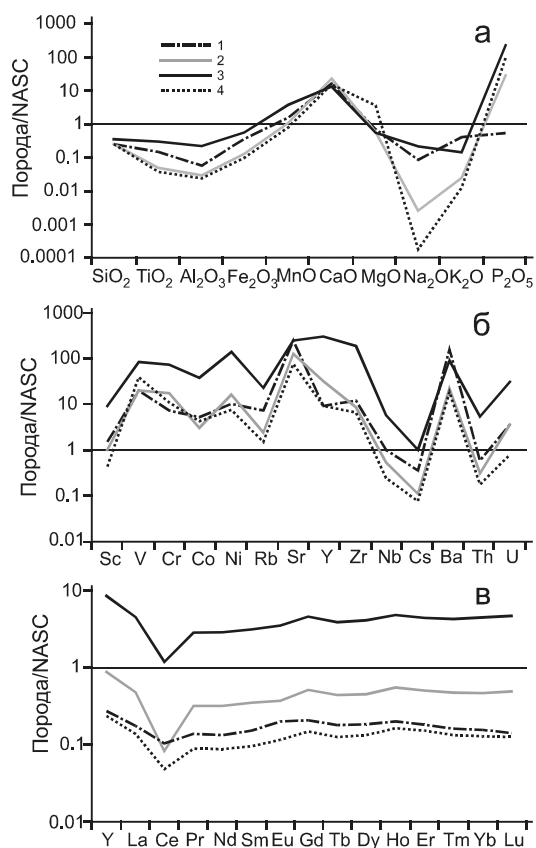 1000
а
100
10
1
0.1
0.01
0.001
0.0001
1
2
3
4
Порода/NASC
SiO₂ TiO₂ Al₂O₃ Fe₂O₃ MnO CaO MgO Na₂O K₂O P₂O₅
1000
б
100
10
1
0.1
0.01
Порода/NASC
Sc V Cr Co Ni Rb Sr Y Zr Nb Cs Ba Th U
10
в
1
0.1
0.01
Порода/NASC
Y La Ce Pr Nd Sm Eu Gd Tb Dy Ho Er Tm Yb Lu